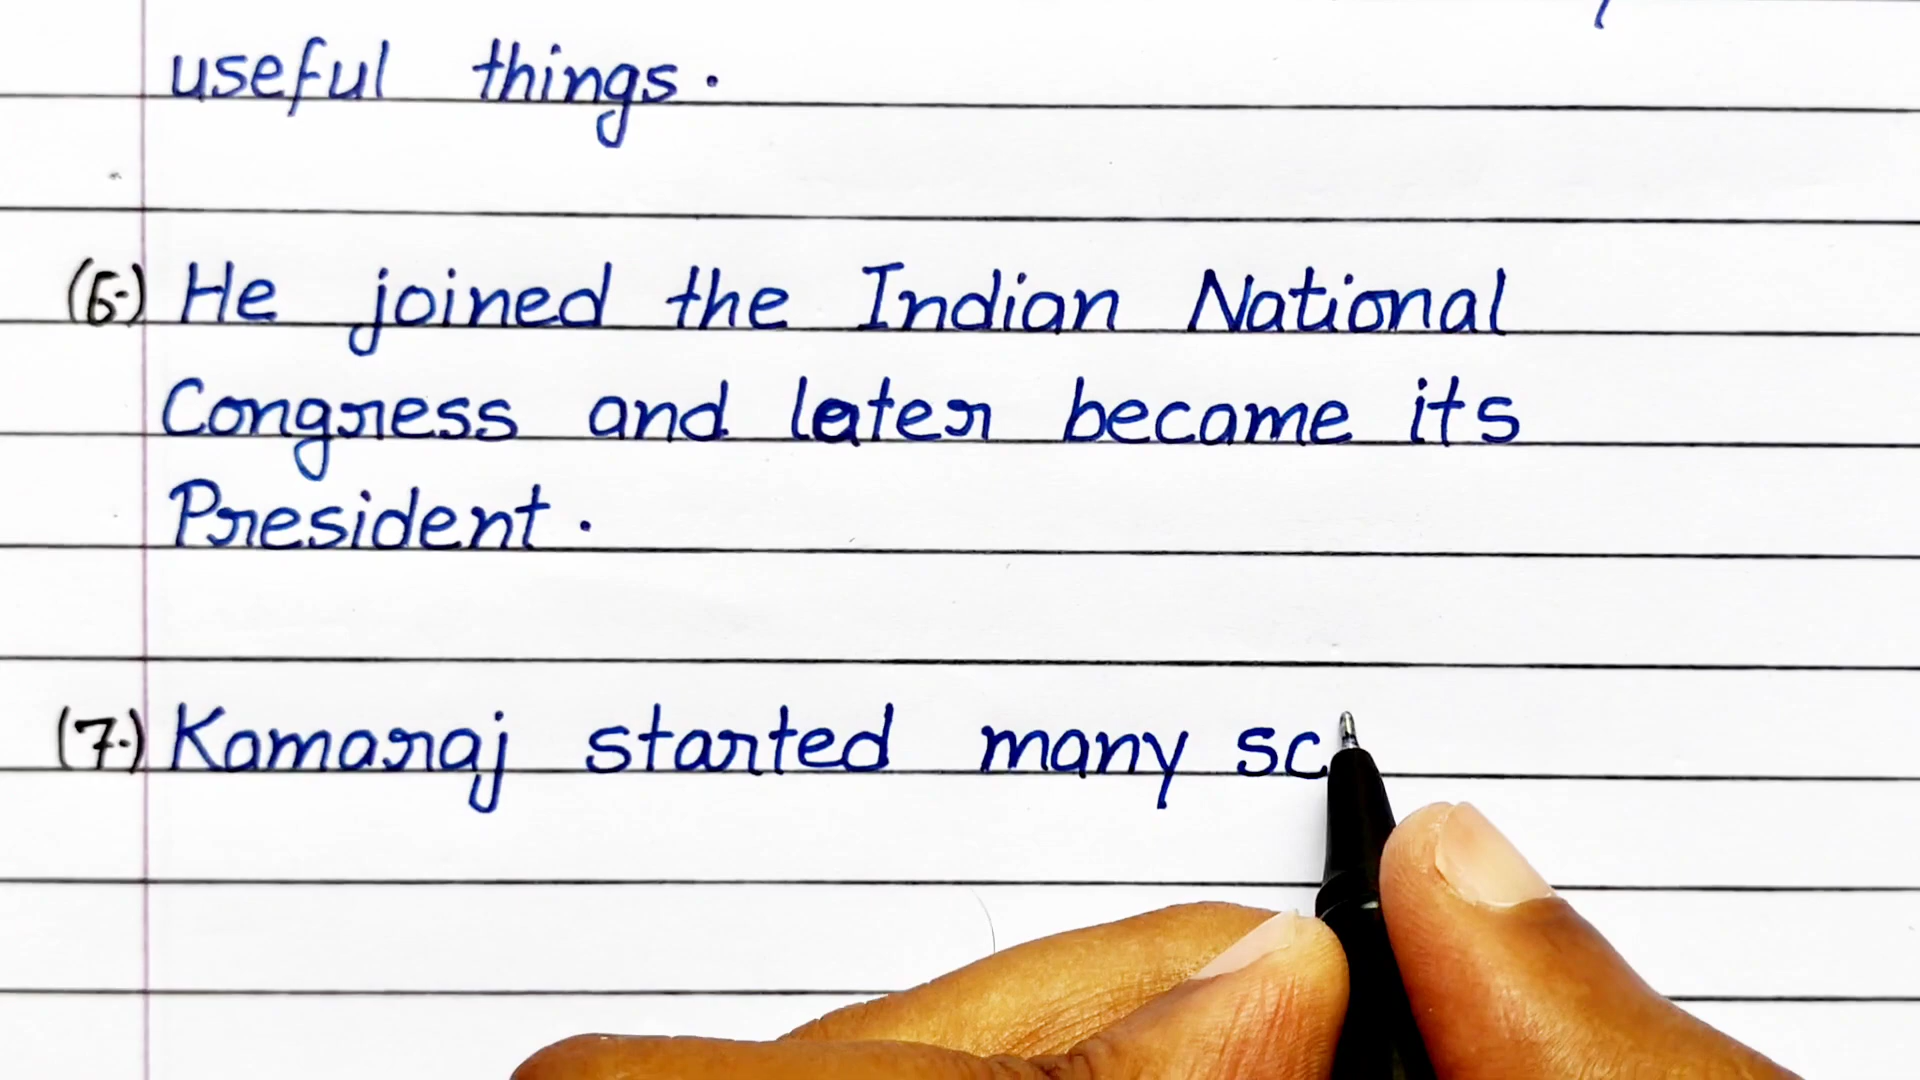 useful things.
(6.) He joined the Indian National
Congress and later became its
President.
(7.) Kamaraj started many sc